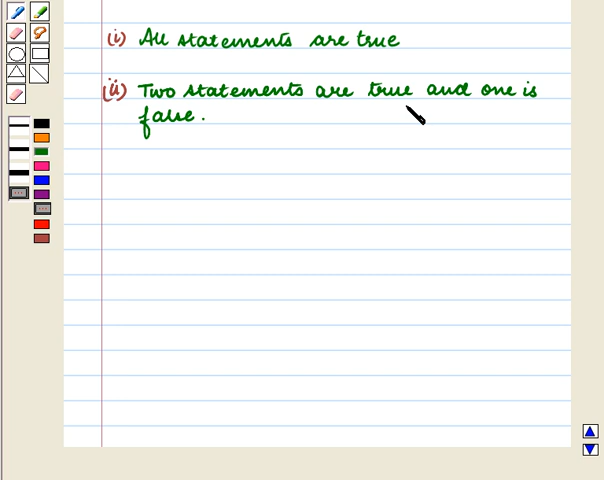 (i) All statements are true
(ii) Two statements are true and one is
false.